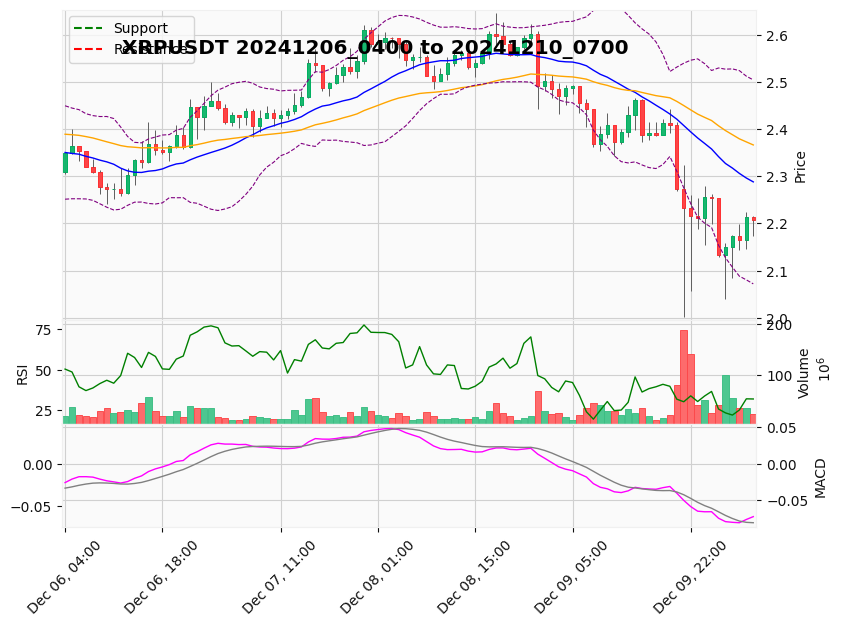 XRPUSDT 20241206_0400 to 20241210_0700
Support
2.6
2.5
2.4
2.3
2.2
2.1
2.0
Price
75
50
25
RSI
200
100
Volume
10^6
0.00
−0.05
0.05
0.00
−0.05
MACD
Dec 06, 04:00
Dec 06, 18:00
Dec 07, 11:00
Dec 08, 01:00
Dec 08, 15:00
Dec 09, 05:00
Dec 09, 22:00